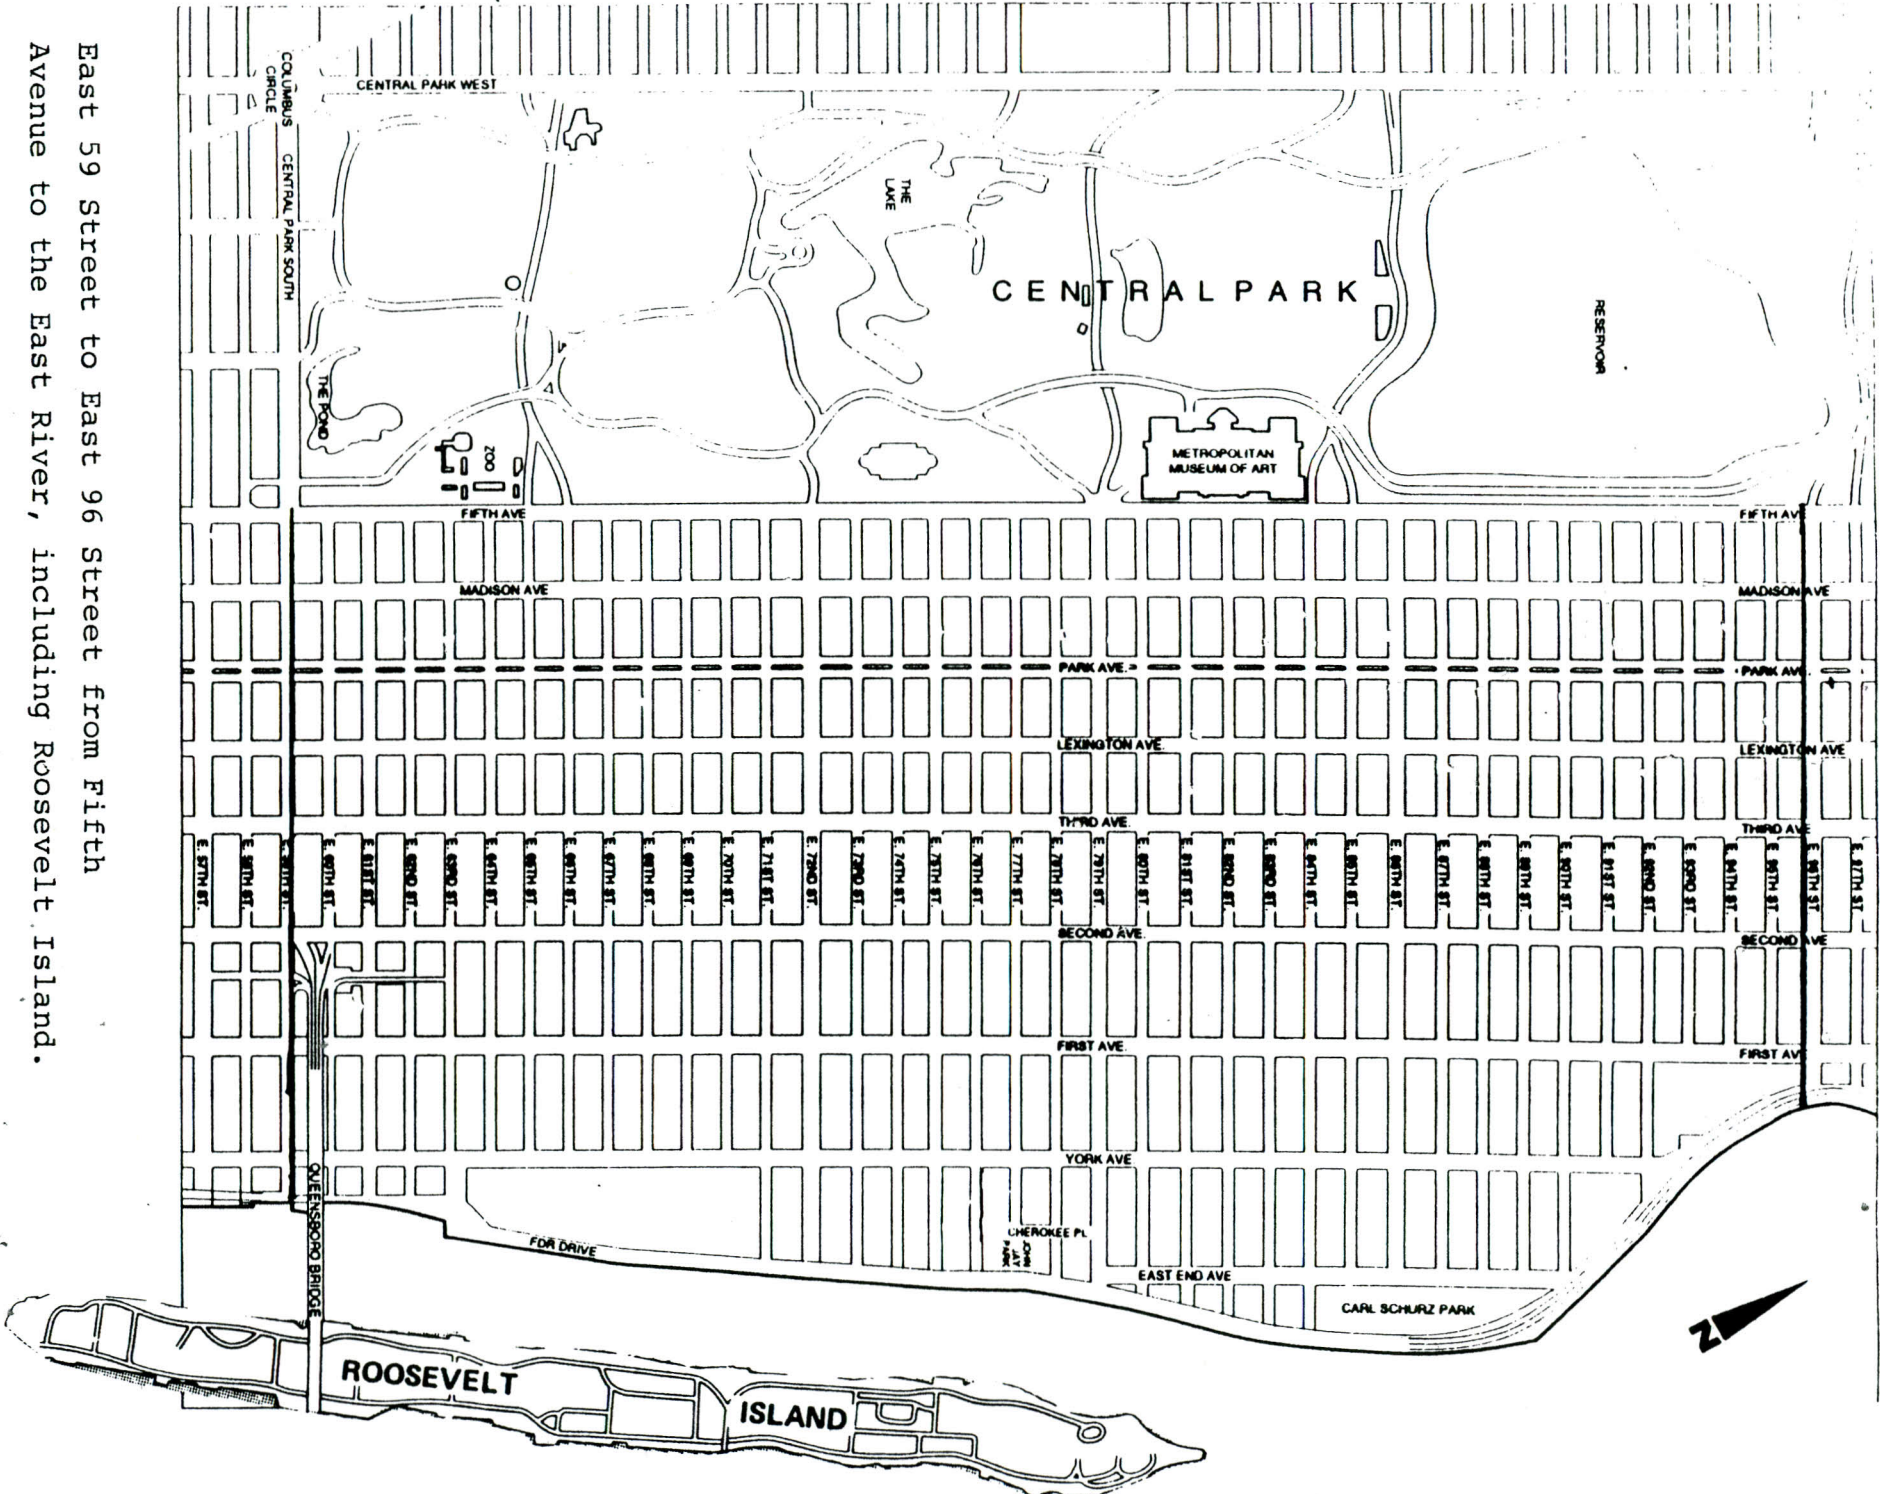 East 59 Street to East 96 Street from Fifth
Avenue to the East River, including Roosevelt Island.
COLUMBUS
CIRCLE
CENTRAL PARK WEST
CENTRAL PARK SOUTH
THE
LAKE
CENTRAL PARK
RESERVOIR
THE POND
ZOO
METROPOLITAN
MUSEUM OF ART
FIFTH AVE
FIFTH AVE
MADISON AVE
MADISON AVE
PARK AVE.
PARK AVE.
LEXINGTON AVE.
LEXINGTON AVE
THIRD AVE.
THIRD AVE
E. 57TH ST.
E. 58TH ST.
E. 59TH ST.
E. 60TH ST.
E. 61ST ST.
E. 62ND ST.
E. 63RD ST.
E. 64TH ST.
E. 65TH ST.
E. 66TH ST.
E. 67TH ST.
E. 68TH ST.
E. 69TH ST.
E. 70TH ST.
E. 71ST ST.
E. 72ND ST.
E. 73RD ST.
E. 74TH ST.
E. 75TH ST.
E. 76TH ST.
E. 77TH ST.
E. 78TH ST.
E. 79TH ST.
E. 80TH ST.
E. 81ST ST.
E. 82ND ST.
E. 83RD ST.
E. 84TH ST.
E. 85TH ST.
E. 86TH ST.
E. 87TH ST.
E. 88TH ST.
E. 89TH ST.
E. 90TH ST.
E. 91ST ST.
E. 92ND ST.
E. 93RD ST.
E. 94TH ST.
E. 95TH ST.
E. 96TH ST.
E. 97TH ST
SECOND AVE.
SECOND AVE
FIRST AVE.
FIRST AVE
YORK AVE
QUEENSBORO BRIDGE
CHEROKEE PL
JOHN
JAY
PARK
FDR DRIVE
EAST END AVE
CARL SCHURZ PARK
N
ROOSEVELT
ISLAND